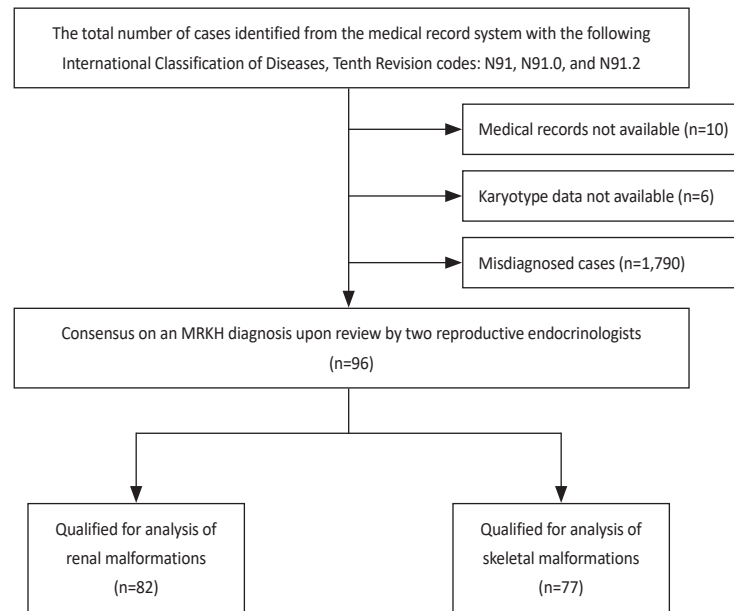 The total number of cases identified from the medical record system with the following
International Classification of Diseases, Tenth Revision codes: N91, N91.0, and N91.2
Medical records not available (n=10)
Karyotype data not available (n=6)
Misdiagnosed cases (n=1,790)
Consensus on an MRKH diagnosis upon review by two reproductive endocrinologists
(n=96)
Qualified for analysis of
renal malformations
(n=82)
Qualified for analysis of
skeletal malformations
(n=77)